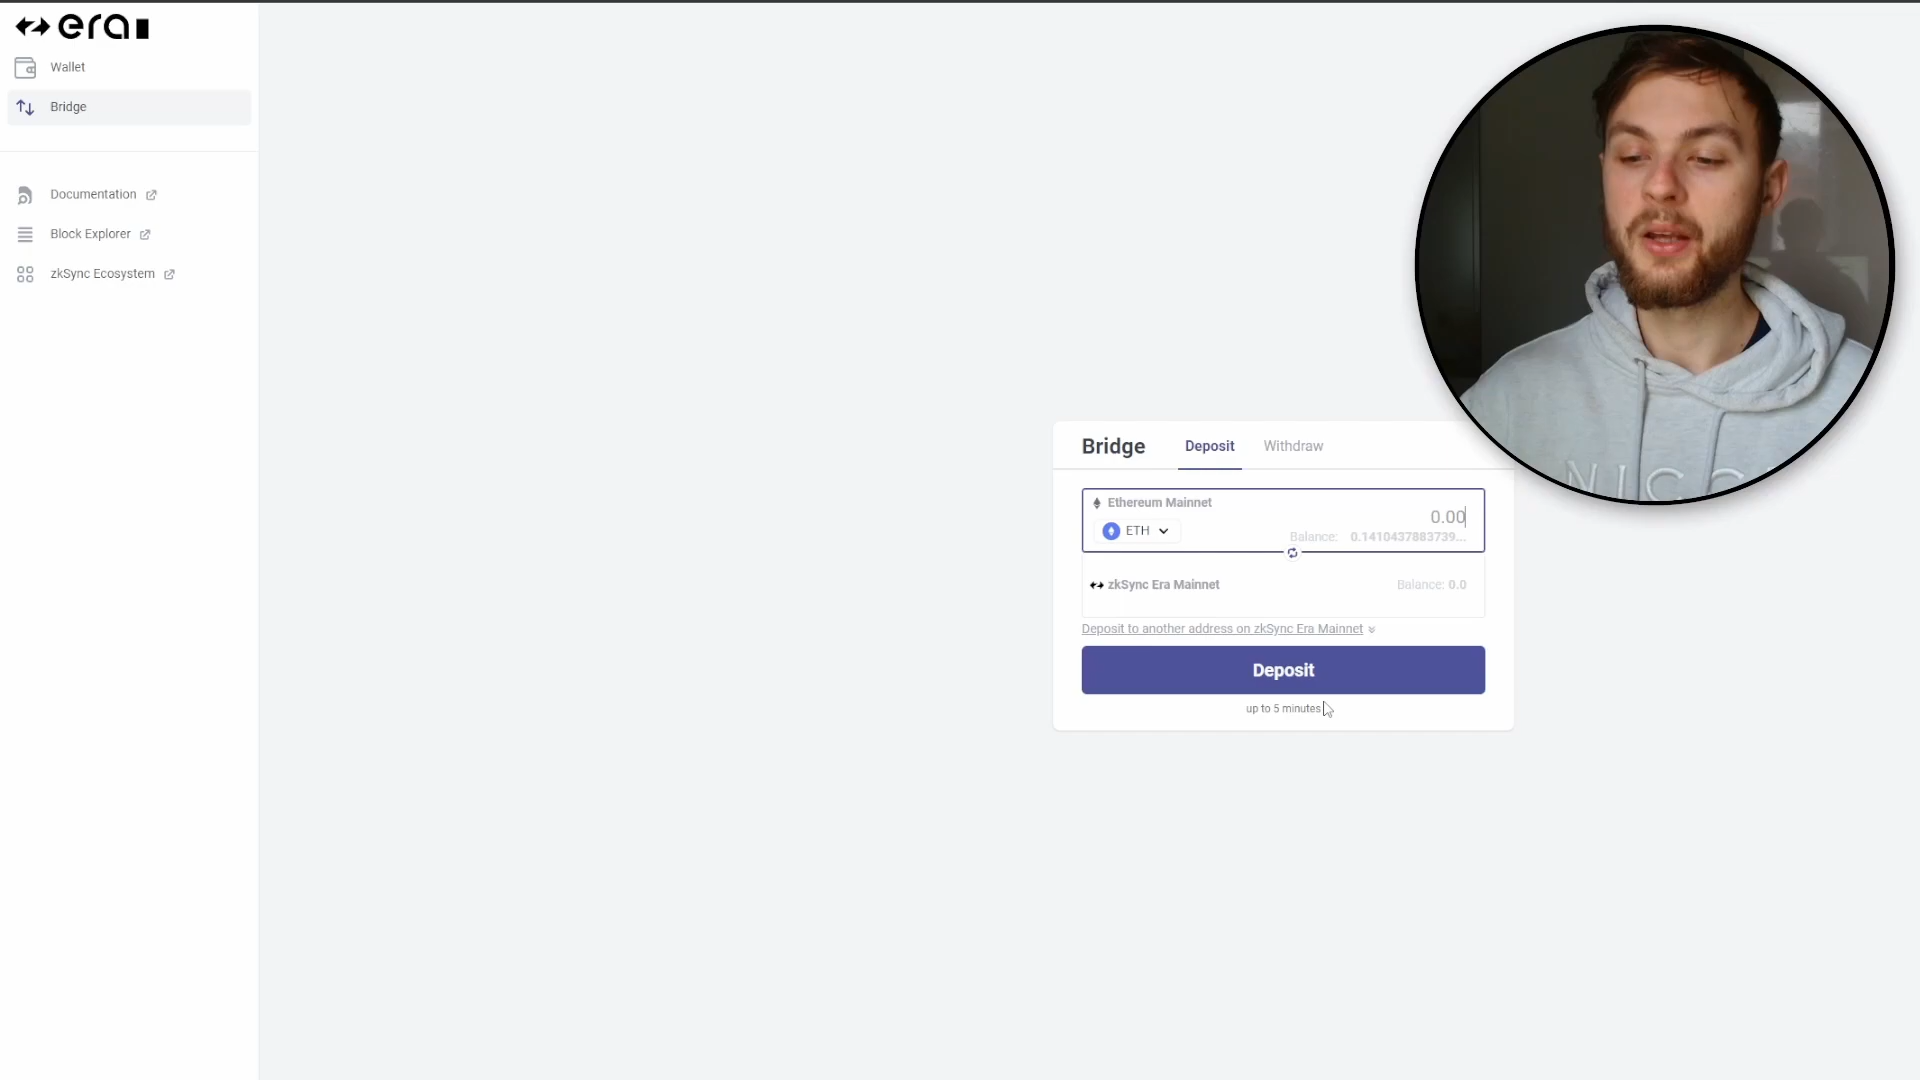 era
Wallet
Bridge
Documentation
Block Explorer
zkSync Ecosystem
Bridge
Deposit
Withdraw
Ethereum Mainnet
0.00
ETH
Balance: 0.1410437883739...
zkSync Era Mainnet
Balance: 0.0
Deposit to another address on zkSync Era Mainnet
Deposit
up to 5 minutes